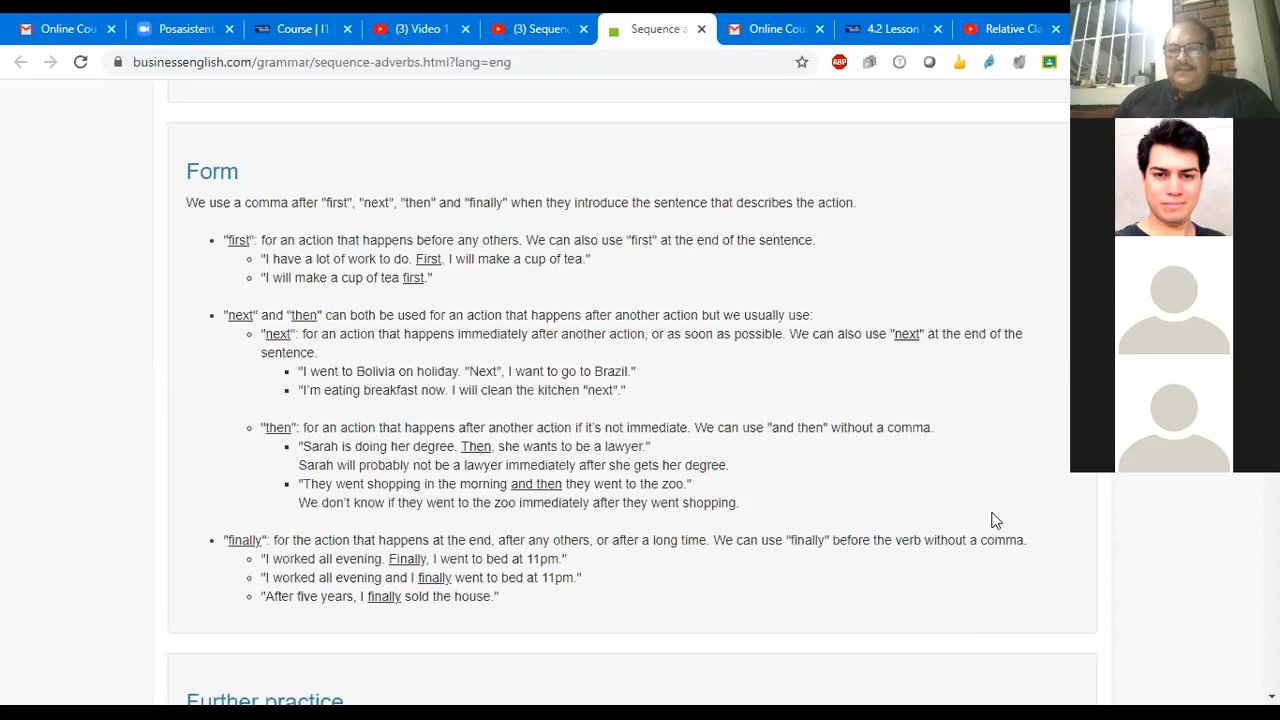 Online Cou
Posasistent
Course | I1
(3) Video 1
(3) Sequenc
Sequence a
Online Cou
4.2 Lesson
Relative Cla
businessenglish.com/grammar/sequence-adverbs.html?lang=eng
ABP
Form
We use a comma after "first", "next", "then" and "finally" when they introduce the sentence that describes the action.
"first": for an action that happens before any others. We can also use "first" at the end of the sentence.
"I have a lot of work to do. First, I will make a cup of tea."
"I will make a cup of tea first."
"next" and "then" can both be used for an action that happens after another action but we usually use:
"next": for an action that happens immediately after another action, or as soon as possible. We can also use "next" at the end of the
sentence.
"I went to Bolivia on holiday. "Next", I want to go to Brazil."
"I'm eating breakfast now. I will clean the kitchen "next"."
"then": for an action that happens after another action if it's not immediate. We can use "and then" without a comma.
"Sarah is doing her degree. Then, she wants to be a lawyer."
Sarah will probably not be a lawyer immediately after she gets her degree.
"They went shopping in the morning and then they went to the zoo."
We don't know if they went to the zoo immediately after they went shopping.
"finally": for the action that happens at the end, after any others, or after a long time. We can use "finally" before the verb without a comma.
"I worked all evening. Finally, I went to bed at 11pm."
"I worked all evening and I finally went to bed at 11pm."
"After five years, I finally sold the house."
Further practice